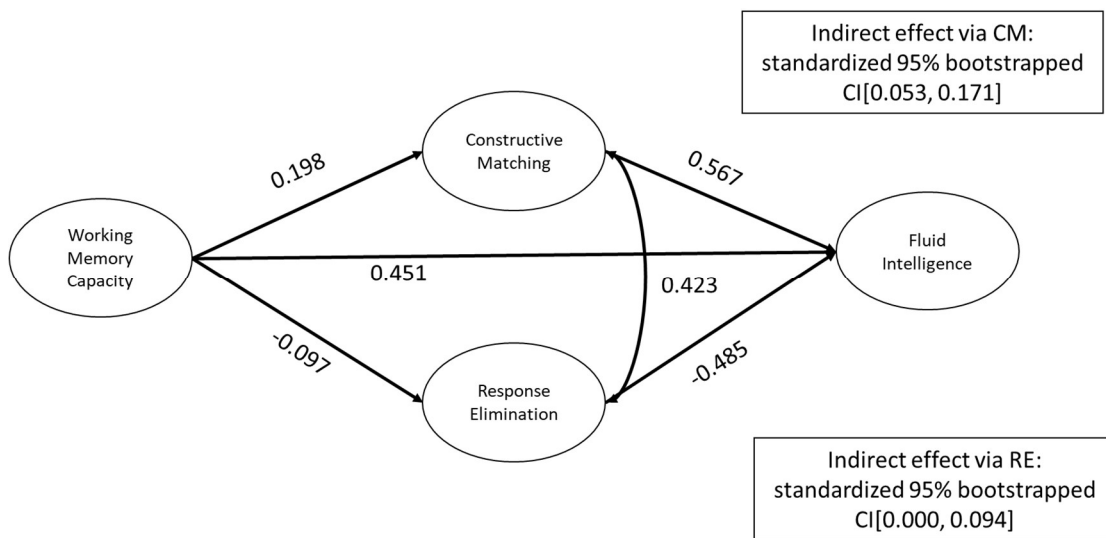 Indirect effect via CM:
standardized 95% bootstrapped
CI[0.053, 0.171]
Constructive
Matching
0.198
0.567
Working
Memory
Capacity
Fluid
Intelligence
0.451
0.423
-0.097
-0.485
Response
Elimination
Indirect effect via RE:
standardized 95% bootstrapped
CI[0.000, 0.094]